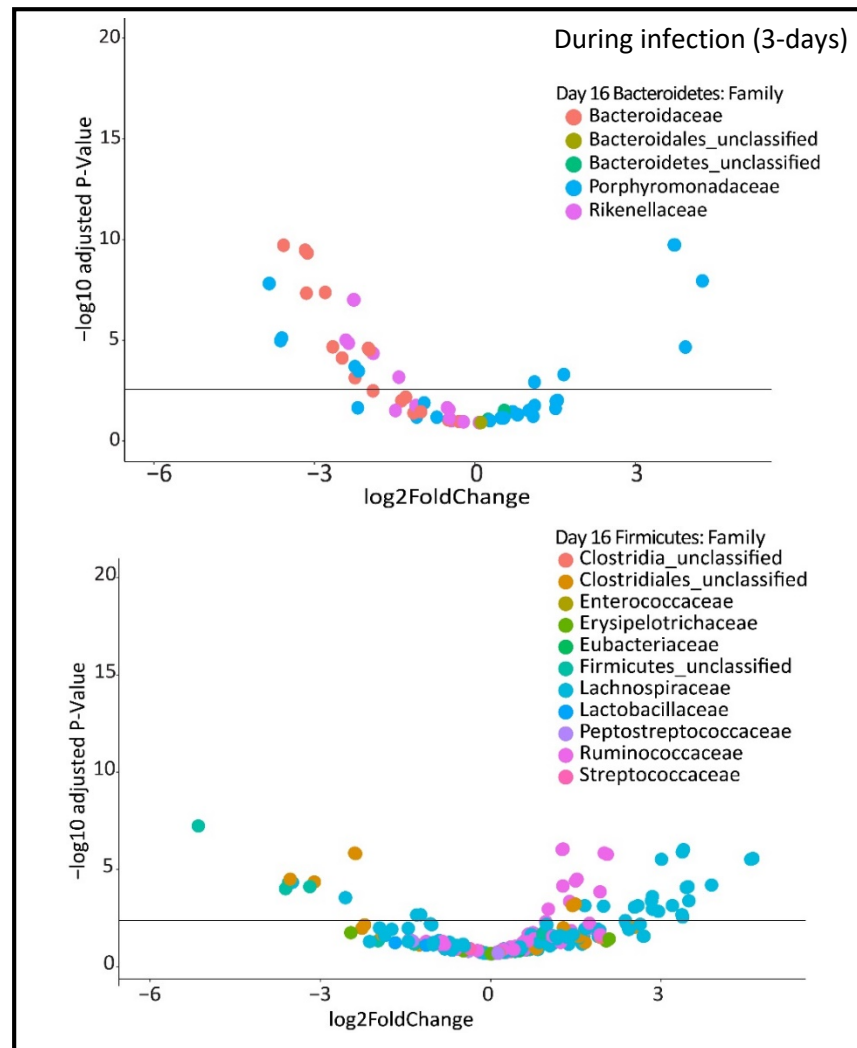 During infection (3-days)
Day 16 Bacteroidetes: Family
Bacteroidaceae
Bacteroidales_unclassified
Bacteroidetes_unclassified
Porphyromonadaceae
Rikenellaceae
−log10 adjusted P-Value
20
15
10
5
0
−6
−3
0
3
log2FoldChange
Day 16 Firmicutes: Family
Clostridia_unclassified
Clostridiales_unclassified
Enterococcaceae
Erysipelotrichaceae
Eubacteriaceae
Firmicutes_unclassified
Lachnospiraceae
Lactobacillaceae
Peptostreptococcaceae
Ruminococcaceae
Streptococcaceae
−log10 adjusted P-Value
20
15
10
5
0
−6
−3
0
3
log2FoldChange